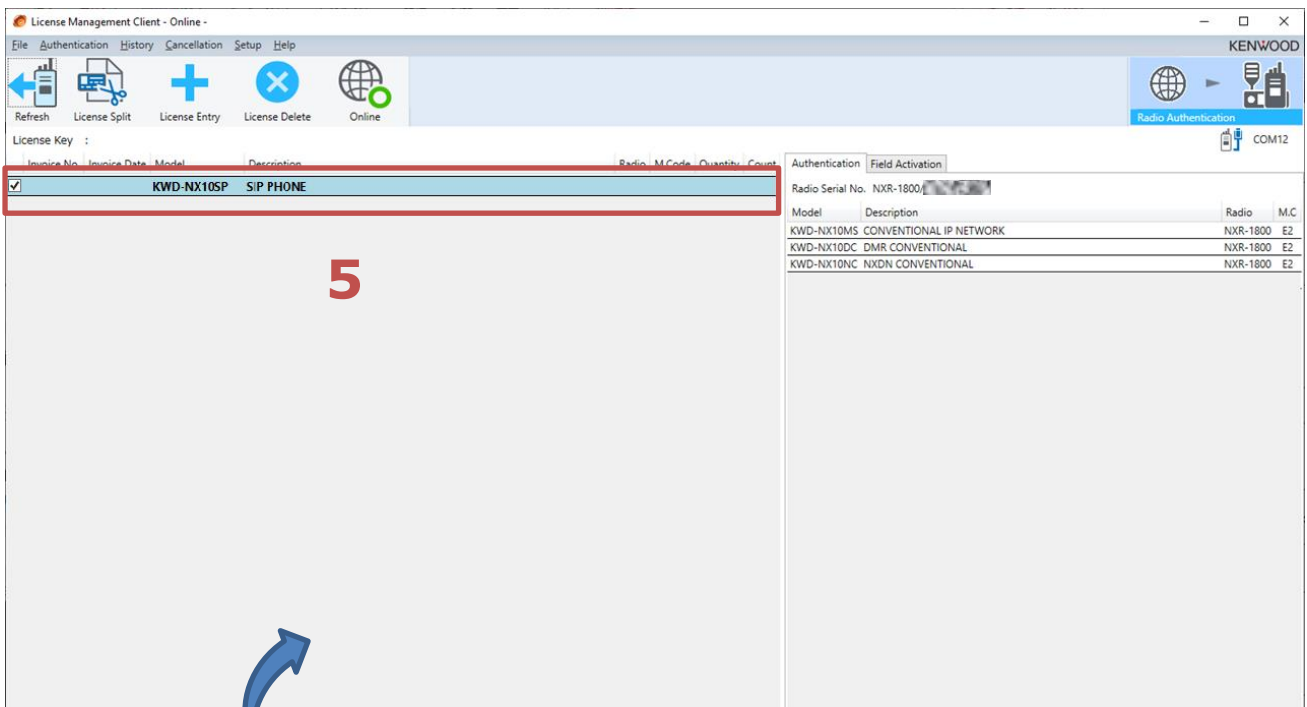 License Management Client - Online -
File Authentication History Cancellation Setup Help
KENWOOD
Refresh License Split License Entry License Delete Online
Radio Authentication
License Key :
COM12
Invoice No. Invoice Date Model Description Radio M.Code Quantity Count
Authentication Field Activation
KWD-NX10SP SIP PHONE
Radio Serial No. NXR-1800/
Model Description Radio M.C
KWD-NX10MS CONVENTIONAL IP NETWORK NXR-1800 E2
KWD-NX10DC DMR CONVENTIONAL NXR-1800 E2
KWD-NX10NC NXDN CONVENTIONAL NXR-1800 E2
5